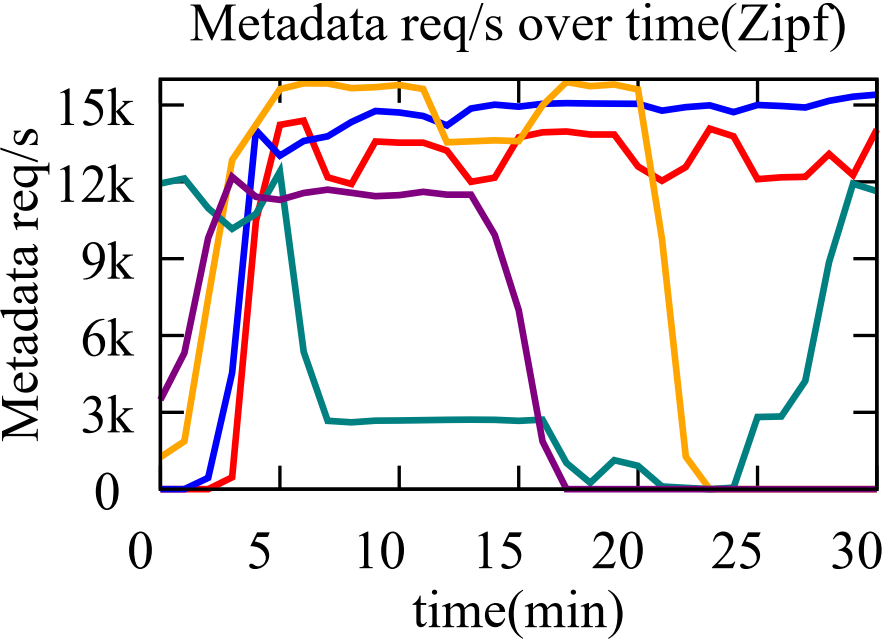 Metadata req/s over time(Zipf)
Metadata req/s
15k
12k
9k
6k
3k
0
0 5 10 15 20 25 30
time(min)